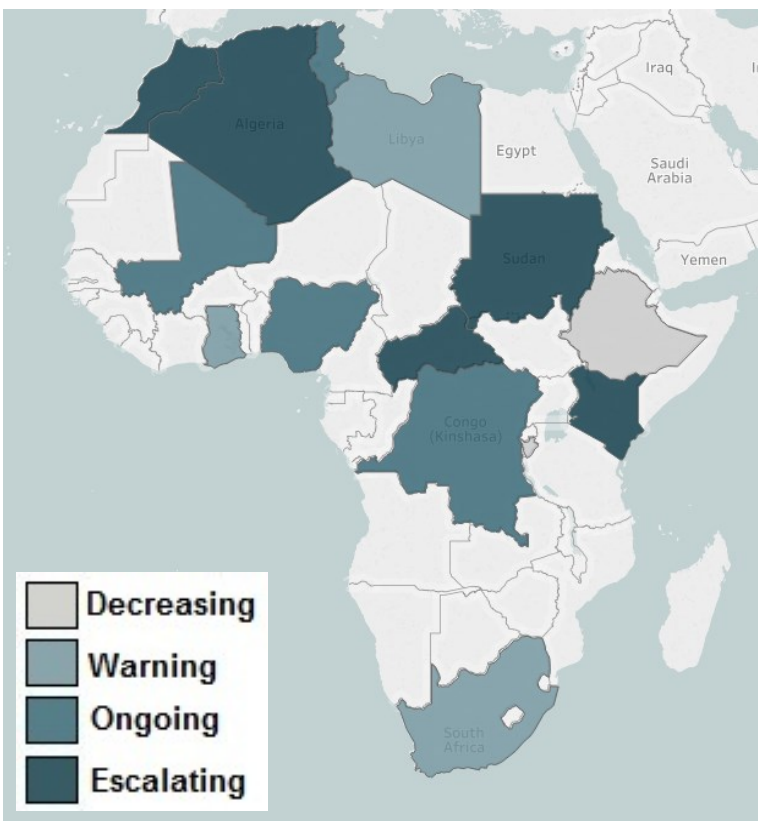 Iraq
I
Algeria
Libya
Egypt
Saudi
Arabia
Sudan
Yemen
Congo
(Kinshasa)
South
Africa
Decreasing
Warning
Ongoing
Escalating